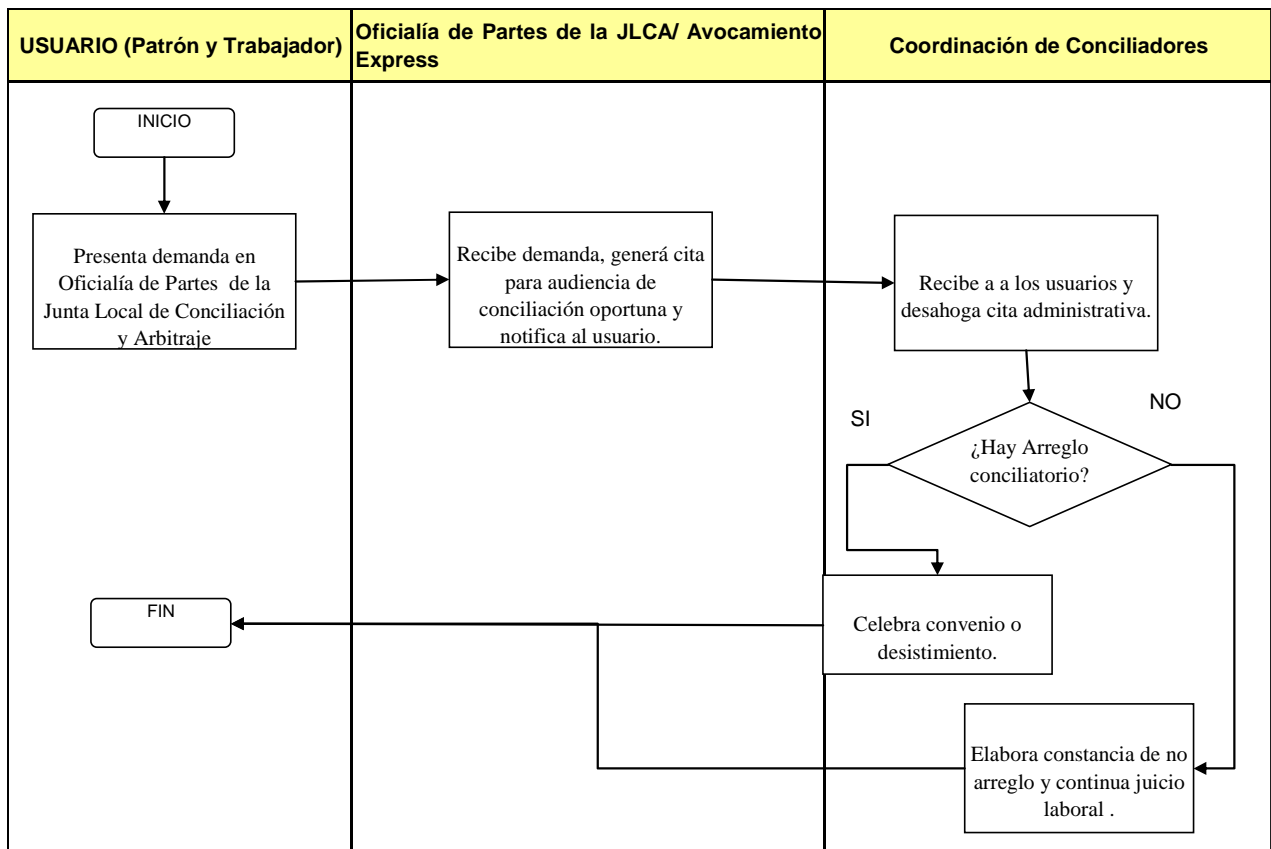 USUARIO (Patrón y Trabajador)
Oficialía de Partes de la JLCA/ Avocamiento
Express
Coordinación de Conciliadores
INICIO
Presenta demanda en
Oficialía de Partes de la
Junta Local de Conciliación
y Arbitraje
Recibe demanda, generá cita
para audiencia de
conciliación oportuna y
notifica al usuario.
Recibe a a los usuarios y
desahoga cita administrativa.
SI
NO
¿Hay Arreglo
conciliatorio?
FIN
Celebra convenio o
desistimiento.
Elabora constancia de no
arreglo y continua juicio
laboral .